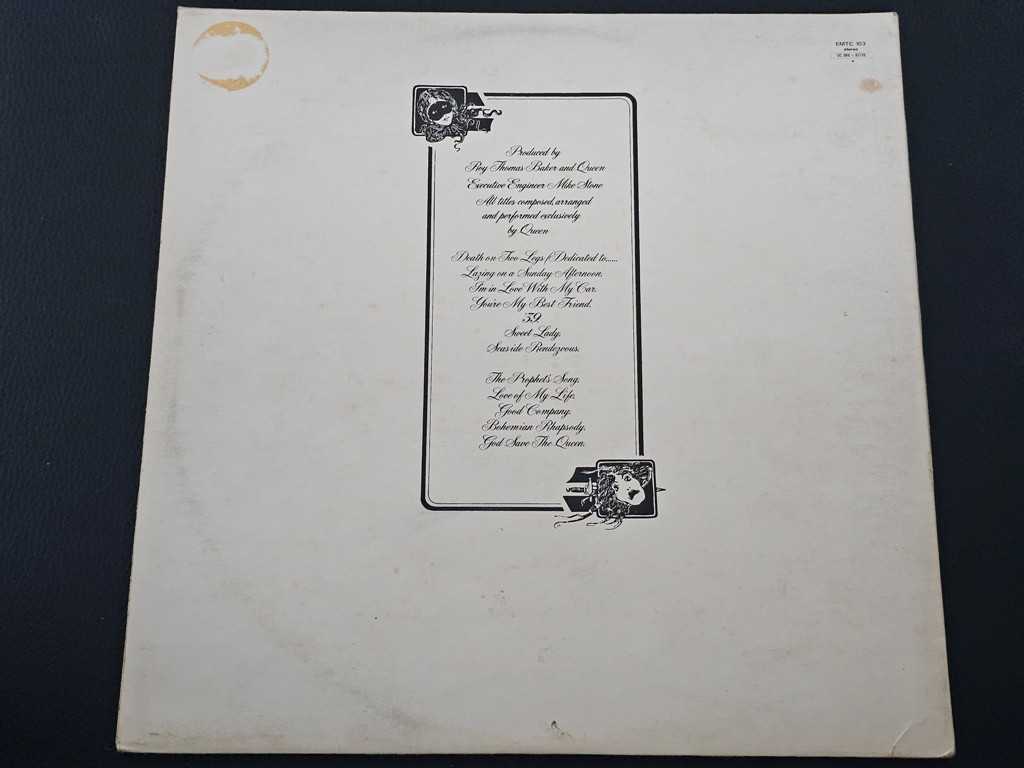 EMTC 103
stereo
Produced by
Roy Thomas Baker and Queen
Executive Engineer Mike Stone
All titles composed, arranged
and performed exclusively
by Queen
Death on Two Legs (Dedicated to......
Lazing on a Sunday Afternoon.
I'm in Love With My Car.
You're My Best Friend.
'39.
Sweet Lady.
Seaside Rendezvous.
The Prophet's Song.
Love of My Life.
Good Company.
Bohemian Rhapsody.
God Save The Queen.